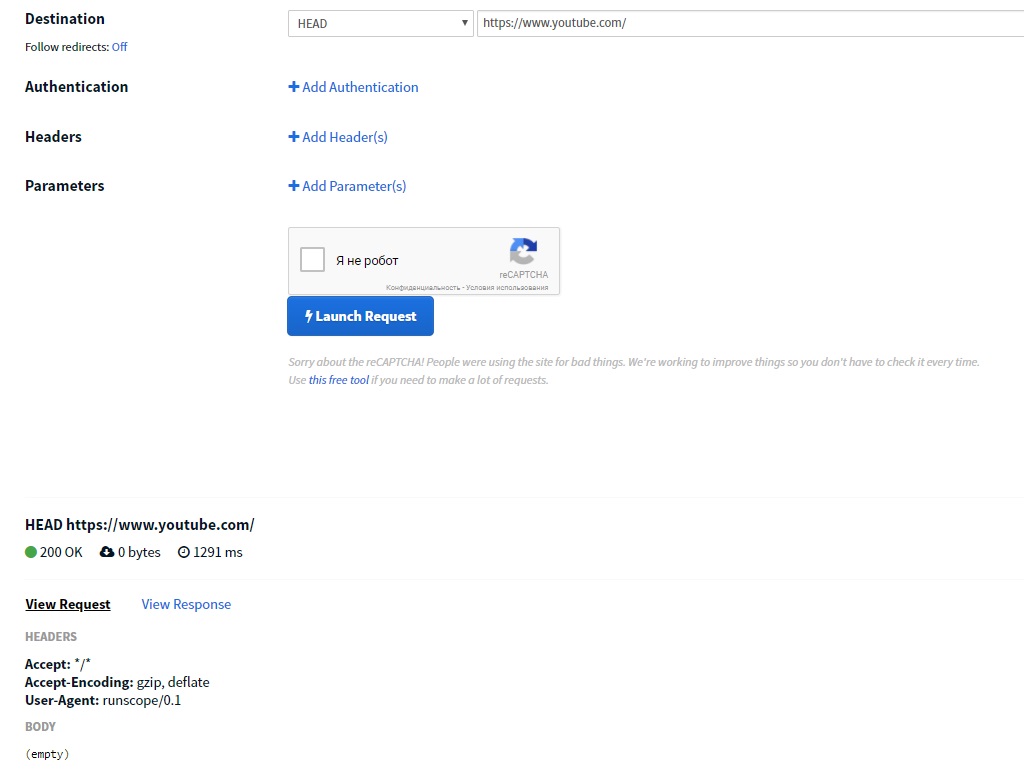 Destination
HEAD
https://www.youtube.com/
Follow redirects: Off
Authentication
Add Authentication
Headers
Add Header(s)
Parameters
Add Parameter(s)
Я не робот
reCAPTCHA
Конфиденциальность - Условия использования
Launch Request
Sorry about the reCAPTCHA! People were using the site for bad things. We're working to improve things so you don't have to check it every time.
Use this free tool if you need to make a lot of requests.
HEAD https://www.youtube.com/
200 OK 0 bytes 1291 ms
View Request View Response
HEADERS
Accept: */*
Accept-Encoding: gzip, deflate
User-Agent: runscope/0.1
BODY
(empty)